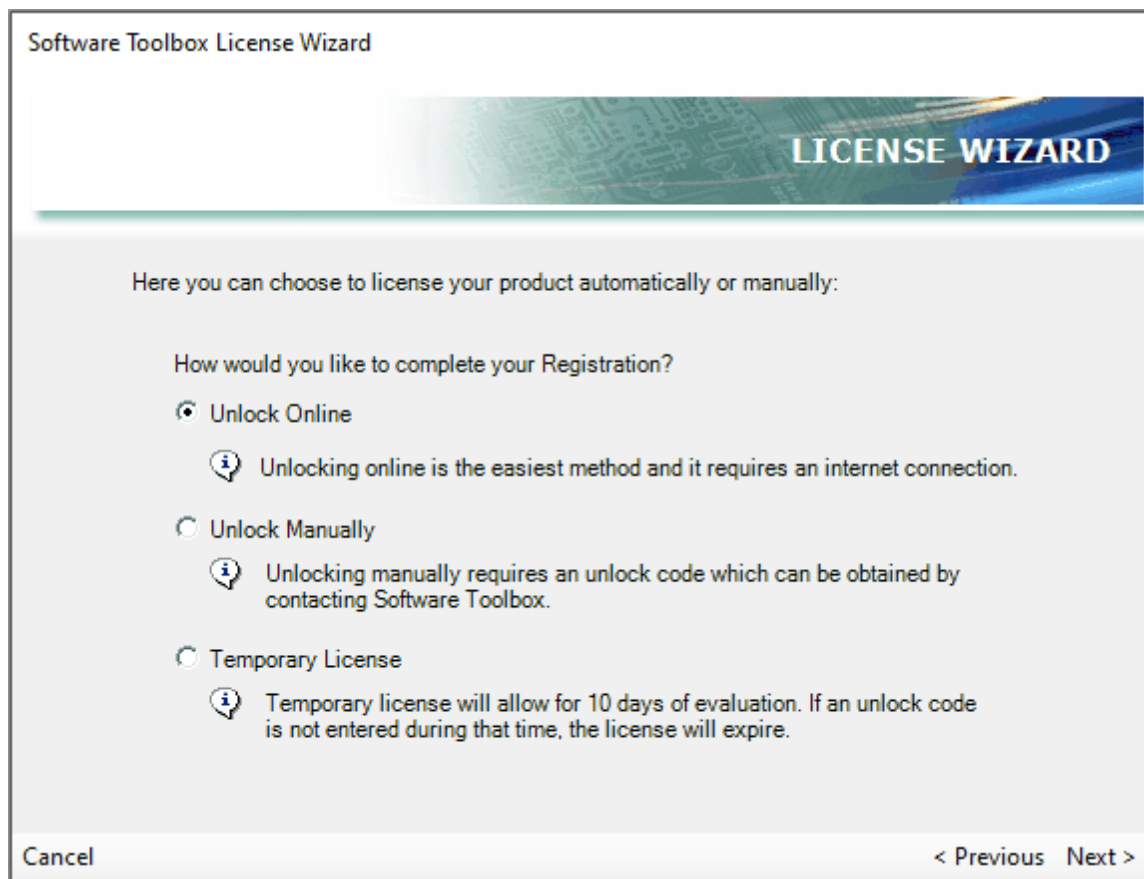 Software Toolbox License Wizard
LICENSE WIZARD
Here you can choose to license your product automatically or manually:
How would you like to complete your Registration?
Unlock Online
Unlocking online is the easiest method and it requires an internet connection.
Unlock Manually
Unlocking manually requires an unlock code which can be obtained by
contacting Software Toolbox.
Temporary License
Temporary license will allow for 10 days of evaluation. If an unlock code
is not entered during that time, the license will expire.
Cancel < Previous Next >